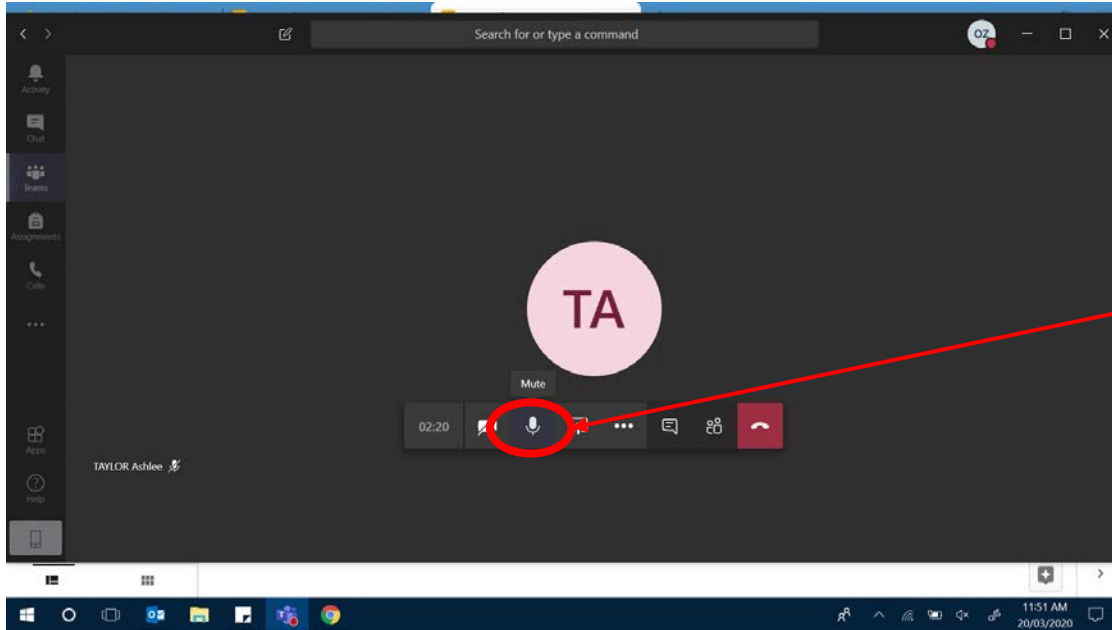 Search for or type a command
OZ
Activity
Chat
Teams
Assignments
Calls
TA
Mute
02:20
Apps
TAYLOR Ashlee
Help
11:51 AM
20/03/2020